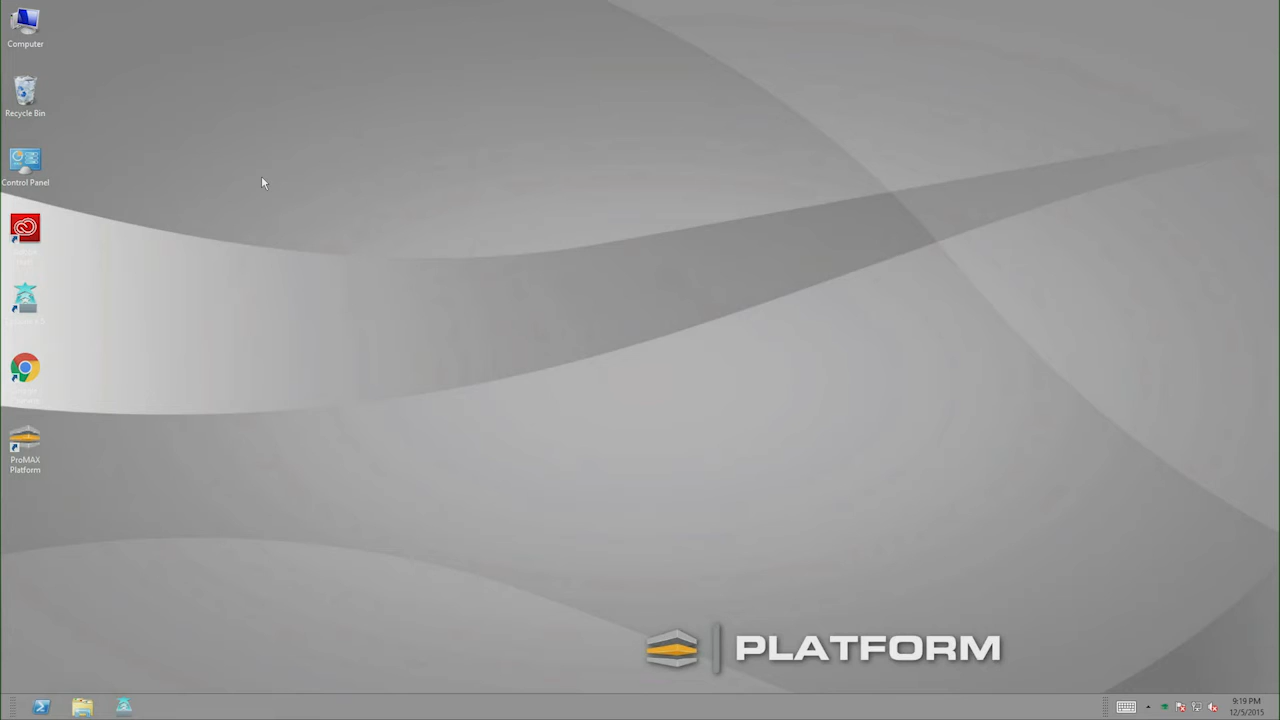 Computer
Recycle Bin
Control Panel
ProMAX
Platform
PLATFORM
9:19 PM
12/5/2015